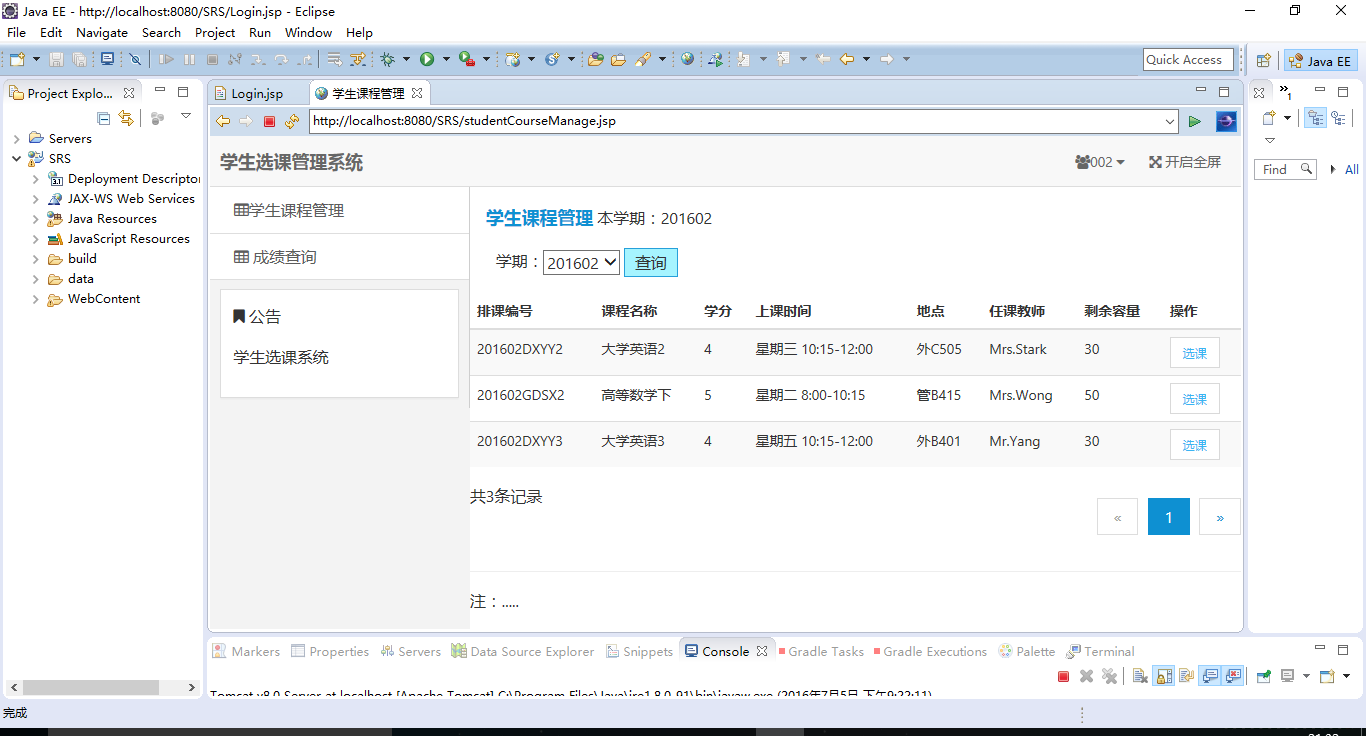 Java EE - http://localhost:8080/SRS/Login.jsp - Eclipse
File Edit Navigate Search Project Run Window Help
Quick Access Java EE
Project Explo...
Servers
SRS
Deployment Descripto
JAX-WS Web Services
Java Resources
JavaScript Resources
build
data
WebContent
Login.jsp 学生课程管理
http://localhost:8080/SRS/studentCourseManage.jsp
学生选课管理系统 002 开启全屏
学生课程管理
成绩查询
公告
学生选课系统
学生课程管理 本学期：201602
学期：201602 查询
排课编号 课程名称 学分 上课时间 地点 任课教师 剩余容量 操作
201602DXYY2 大学英语2 4 星期三 10:15-12:00 外C505 Mrs.Stark 30 选课
201602GDSX2 高等数学下 5 星期二 8:00-10:15 管B415 Mrs.Wong 50 选课
201602DXYY3 大学英语3 4 星期五 10:15-12:00 外B401 Mr.Yang 30 选课
共3条记录
« 1 »
注：.....
1
Find All
Markers Properties Servers Data Source Explorer Snippets Console Gradle Tasks Gradle Executions Palette Terminal
Tomcat v8.0 Server at localhost [Apache Tomcat] C:\Program Files\Java\jre1.8.0_91\bin\javaw.exe (2016年7月5日 下午9:22:11)
完成